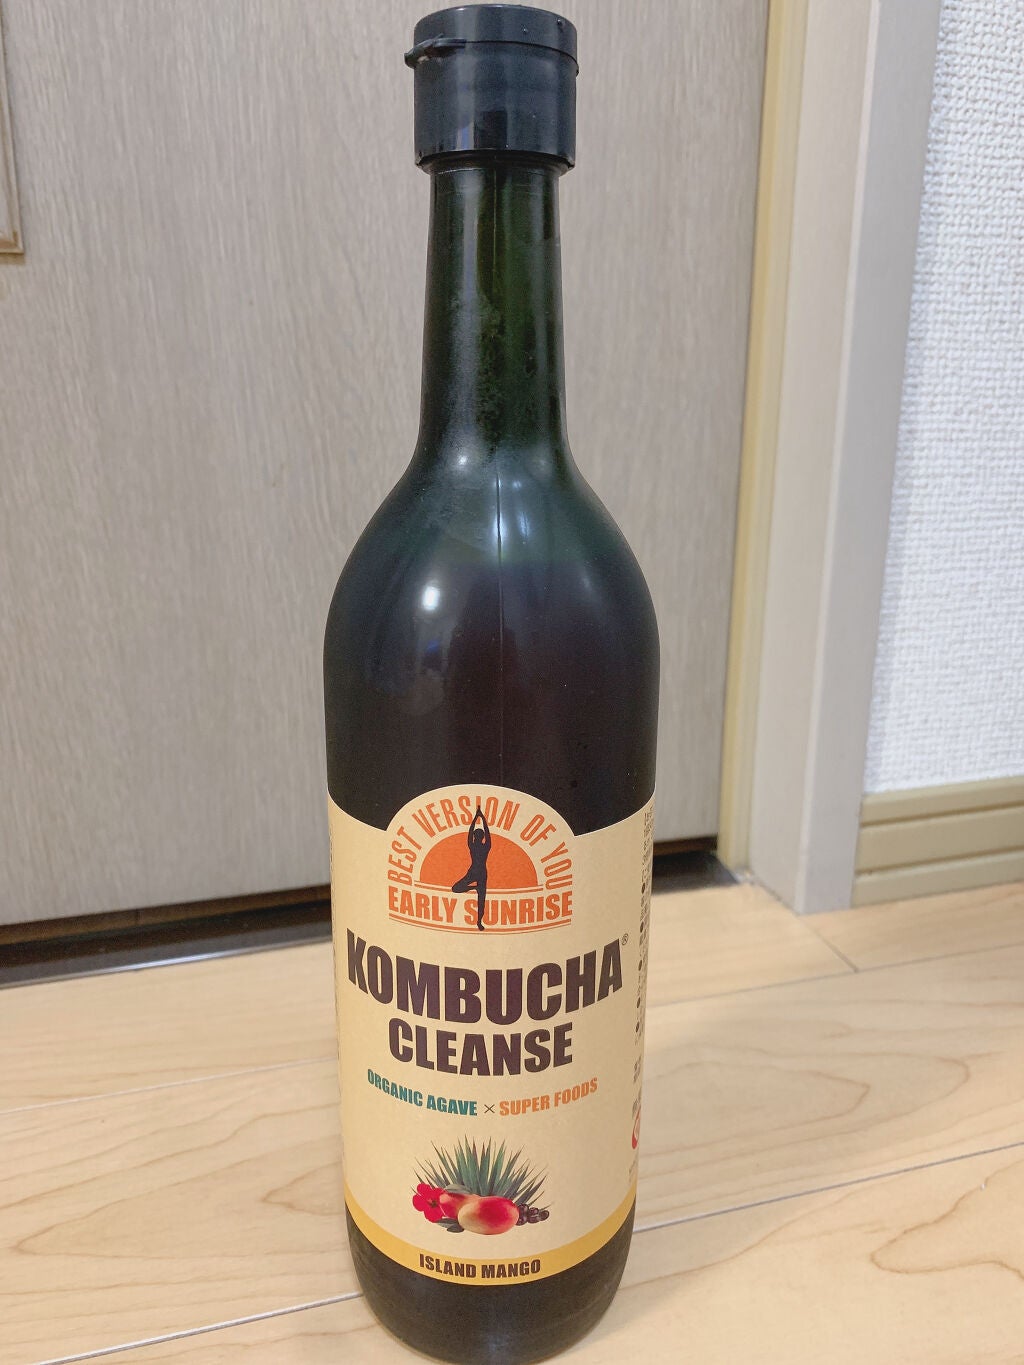 BEST VERSION OF YOU
EARLY SUNRISE
KOMBUCHA®
CLEANSE
ORGANIC AGAVE × SUPER FOODS
ISLAND MANGO